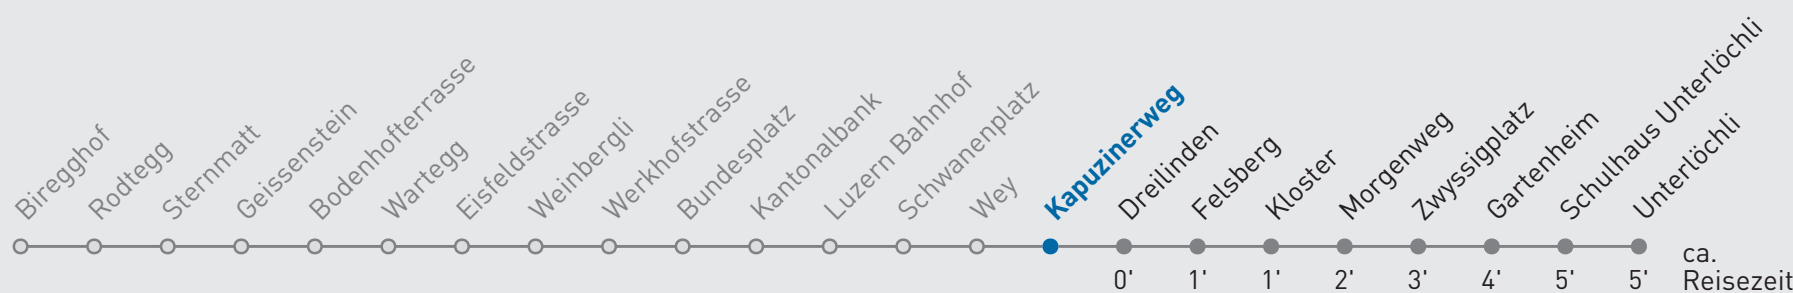 Biregghof
Rodtegg
Sternmatt
Geissenstein
Bodenhofterrasse
Wartegg
Eisfeldstrasse
Weinbergli
Werkhofstrasse
Bundesplatz
Kantonalbank
Luzern Bahnhof
Schwanenplatz
Wey
Kapuzinerweg
Dreilinden
Felsberg
Kloster
Morgenweg
Zwyssigplatz
Gartenheim
Schulhaus Unterlöchli
Unterlöchli
0' 1' 1' 2' 3' 4' 5' 5'
ca.
Reisezeit